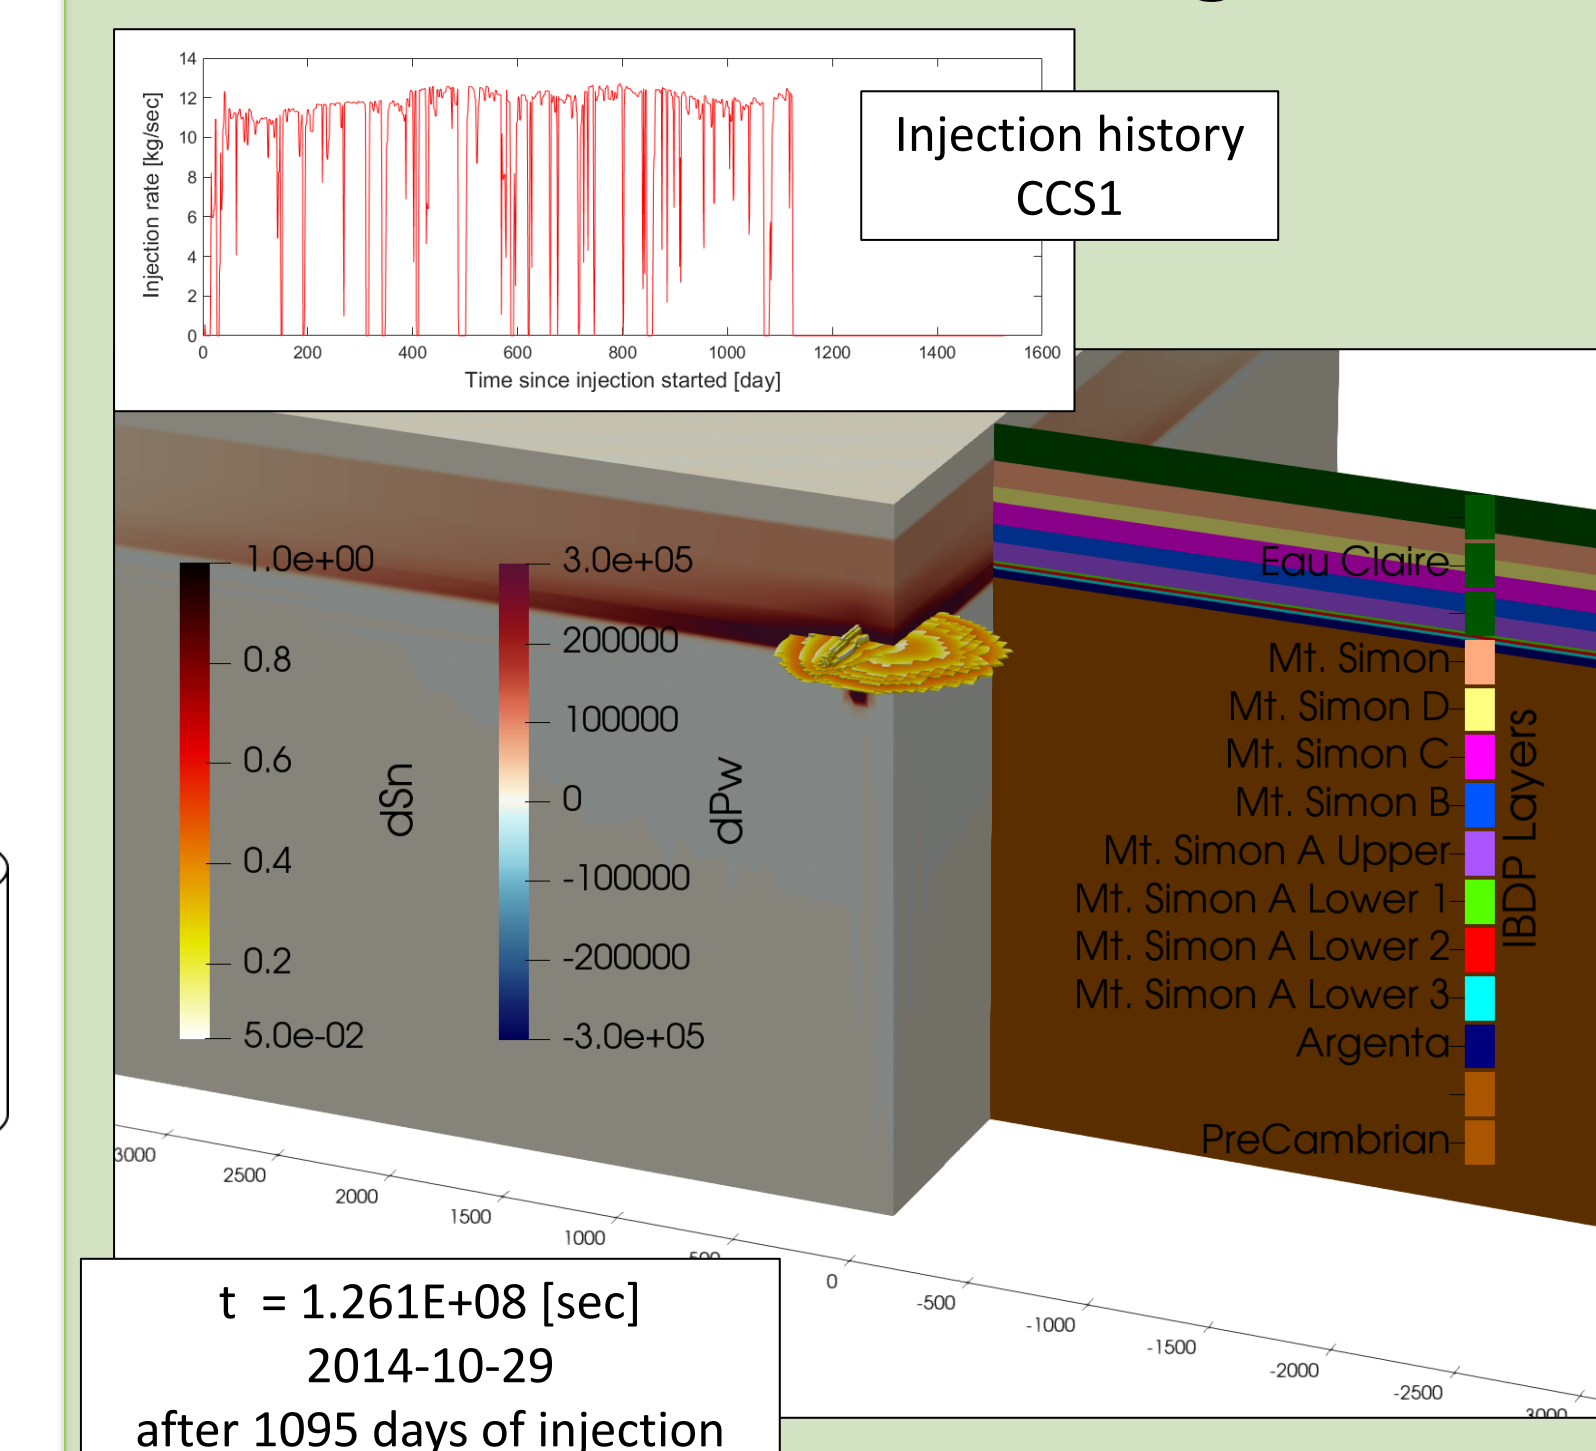 14
12
10
8
6
4
2
0
Injection rate [kg/sec]
0 200 400 600 800 1000 1200 1400 1600
Time since injection started [day]
Injection history
CCS1
1.0e+00
0.8
0.6
0.4
0.2
5.0e-02
dSn
3.0e+05
200000
100000
0
-100000
-200000
-3.0e+05
dPw
Eau Claire
Mt. Simon
Mt. Simon D
Mt. Simon C
Mt. Simon B
Mt. Simon A Upper
Mt. Simon A Lower 1
Mt. Simon A Lower 2
Mt. Simon A Lower 3
Argenta
PreCambrian
IBDP Layers
3000
2500
2000
1500
1000
500
0
-500
-1000
-1500
-2000
-2500
3000
t = 1.261E+08 [sec]
2014-10-29
after 1095 days of injection